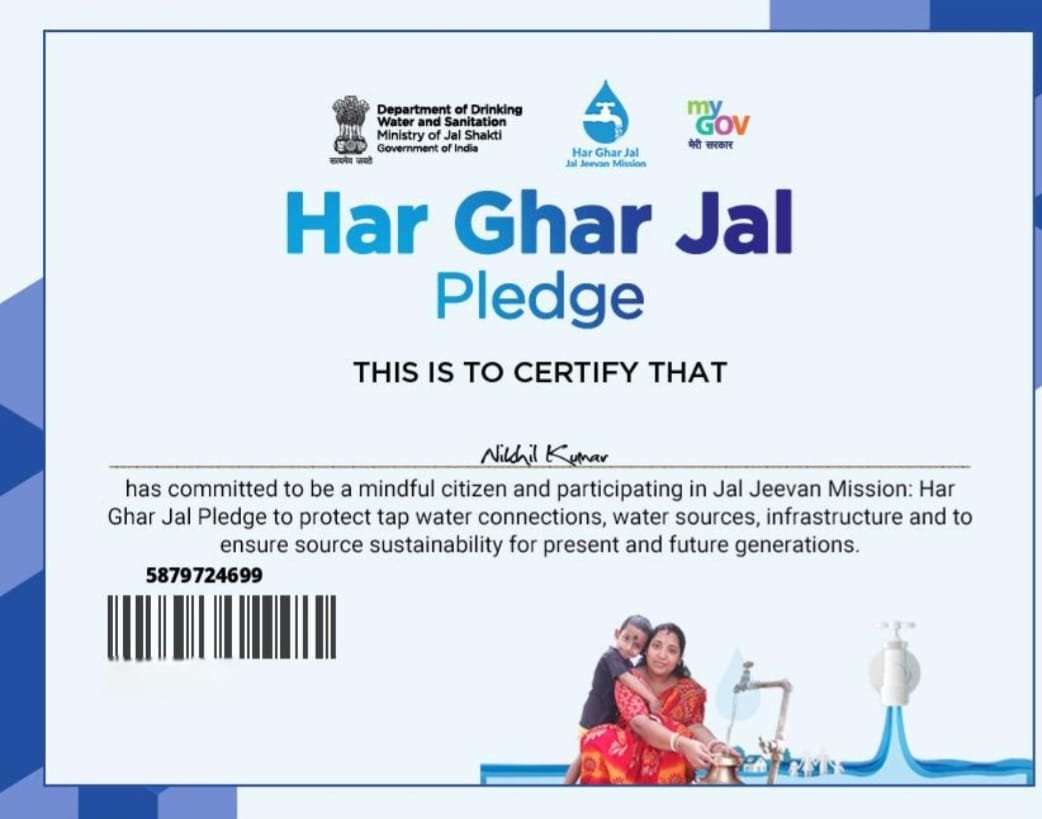 Department of Drinking
Water and Sanitation
Ministry of Jal Shakti
Government of India
सत्यमेव जयते
Har Ghar Jal
Jal Jeevan Mission
my
GOV
मेरी सरकार
Har Ghar Jal
Pledge
THIS IS TO CERTIFY THAT
Nikhil Kumar
has committed to be a mindful citizen and participating in Jal Jeevan Mission: Har
Ghar Jal Pledge to protect tap water connections, water sources, infrastructure and to
ensure source sustainability for present and future generations.
5879724699